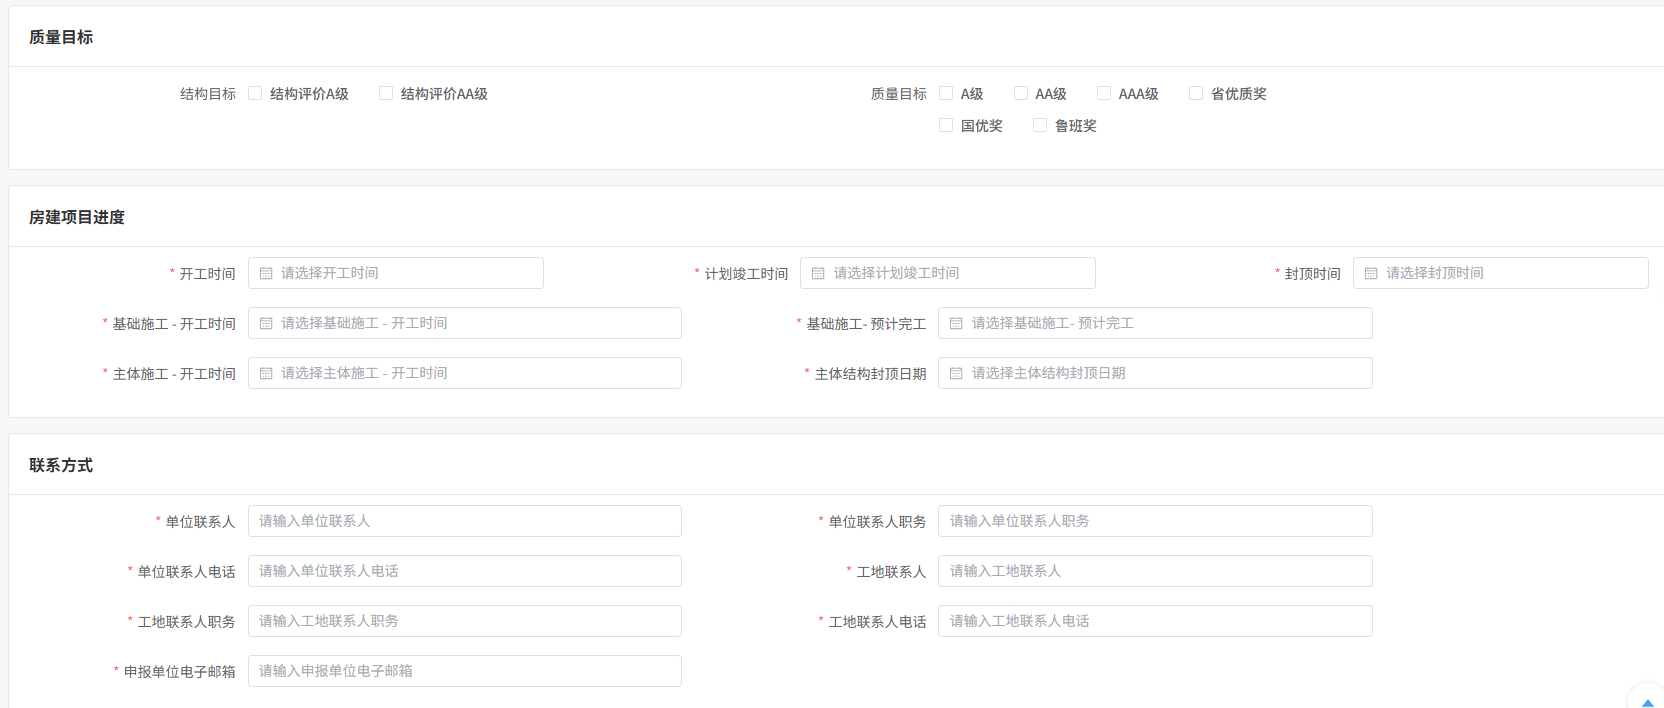 质量目标
结构目标 结构评价A级 结构评价AA级 质量目标 A级 AA级 AAA级 省优质奖
国优奖 鲁班奖
房建项目进度
* 开工时间 请选择开工时间 * 计划竣工时间 请选择计划竣工时间 * 封顶时间 请选择封顶时间
* 基础施工 - 开工时间 请选择基础施工 - 开工时间 * 基础施工- 预计完工 请选择基础施工- 预计完工
* 主体施工 - 开工时间 请选择主体施工 - 开工时间 * 主体结构封顶日期 请选择主体结构封顶日期
联系方式
* 单位联系人 请输入单位联系人 * 单位联系人职务 请输入单位联系人职务
* 单位联系人电话 请输入单位联系人电话 * 工地联系人 请输入工地联系人
* 工地联系人职务 请输入工地联系人职务 * 工地联系人电话 请输入工地联系人电话
* 申报单位电子邮箱 请输入申报单位电子邮箱